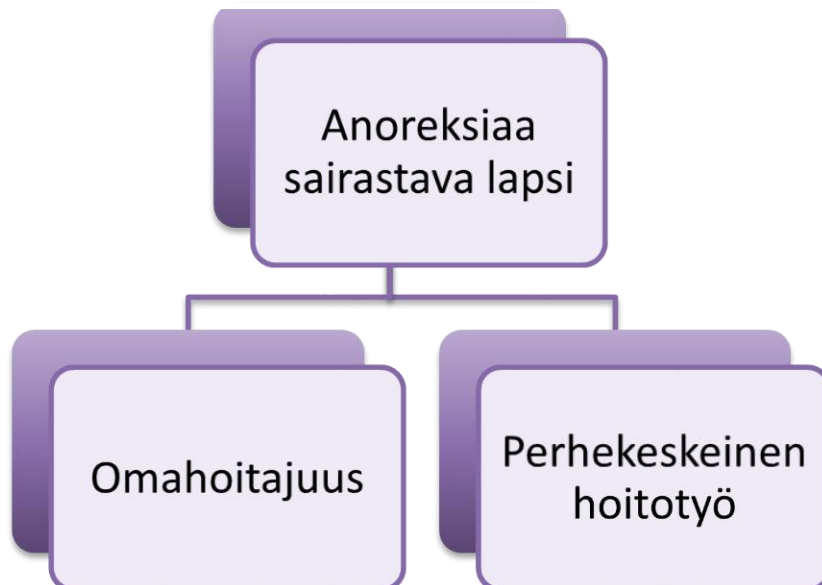 Anoreksiaa
sairastava lapsi
Omahoitajuus
Perhekeskeinen
hoitotyö